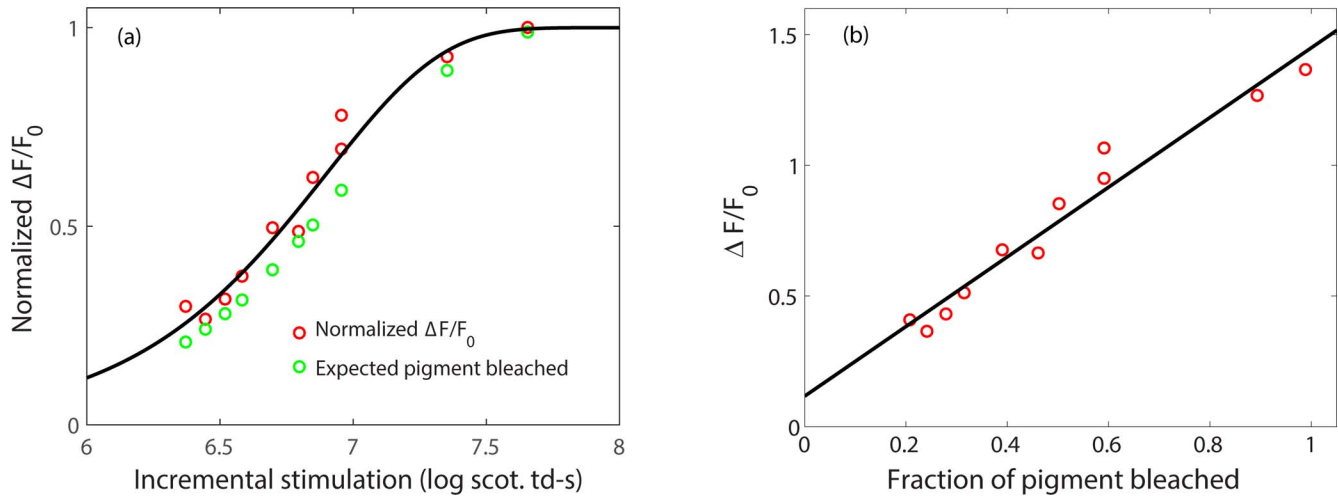 (a)
1
0.5
0
Normalized ΔF/F₀
Normalized ΔF/F₀
Expected pigment bleached
6
6.5
7
7.5
8
Incremental stimulation (log scot. td-s)
(b)
1.5
1
0.5
0
Δ F/F₀
0
0.2
0.4
0.6
0.8
1
Fraction of pigment bleached